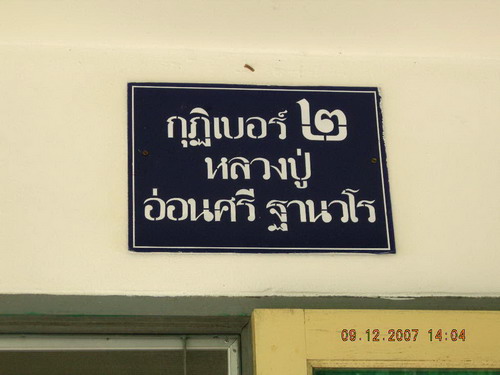 กุฏิเบอร์ ๒
หลวงปู่
อ่อนศรี ฐานวโร
09.12.2007 14:04